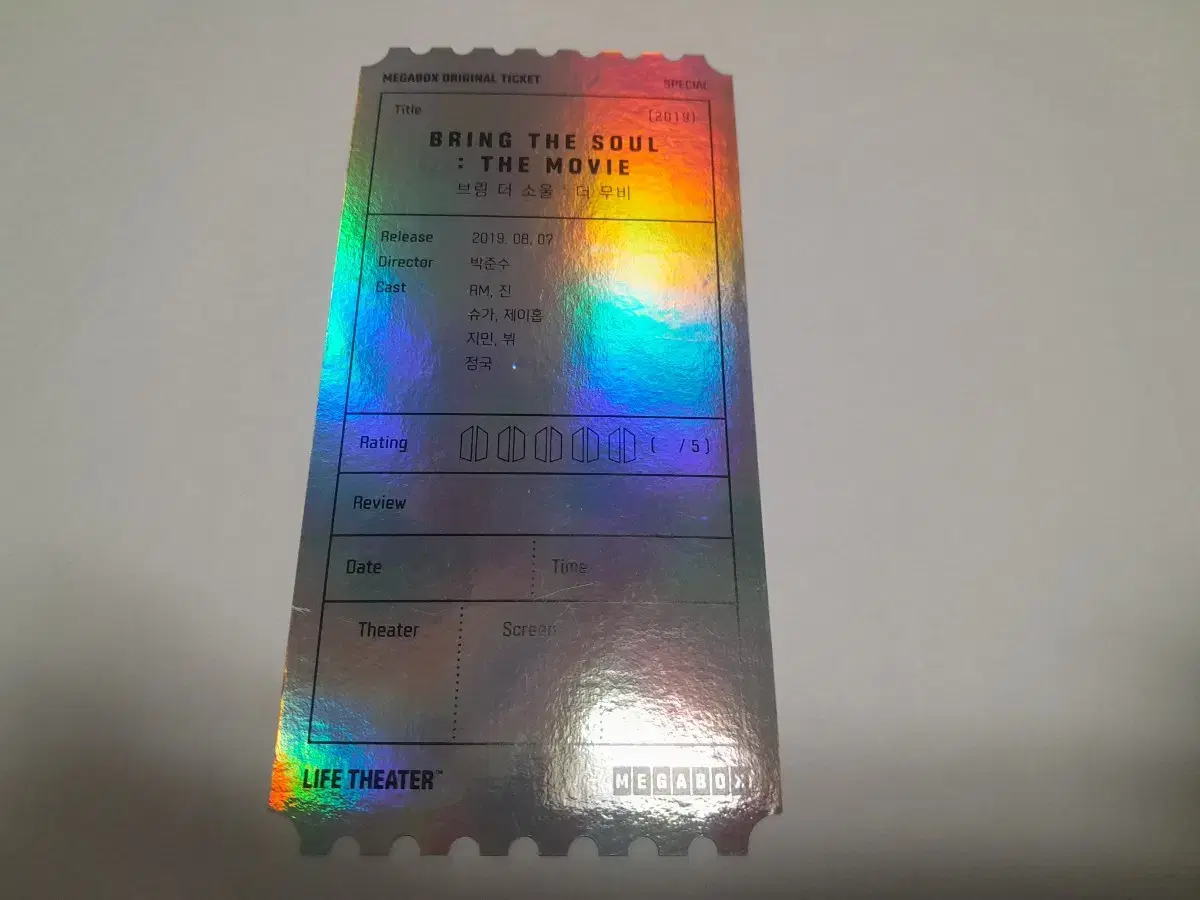 MEGABOX ORIGINAL TICKET SPECIAL
Title (2019)
BRING THE SOUL
: THE MOVIE
브링 더 소울 : 더 무비
Release 2019. 08. 07
Director 박준수
Cast RM, 진
슈가, 제이홉
지민, 뷔
정국
Rating ( /5)
Review
Date Time
Theater Screen
LIFE THEATER™ MEGABOX